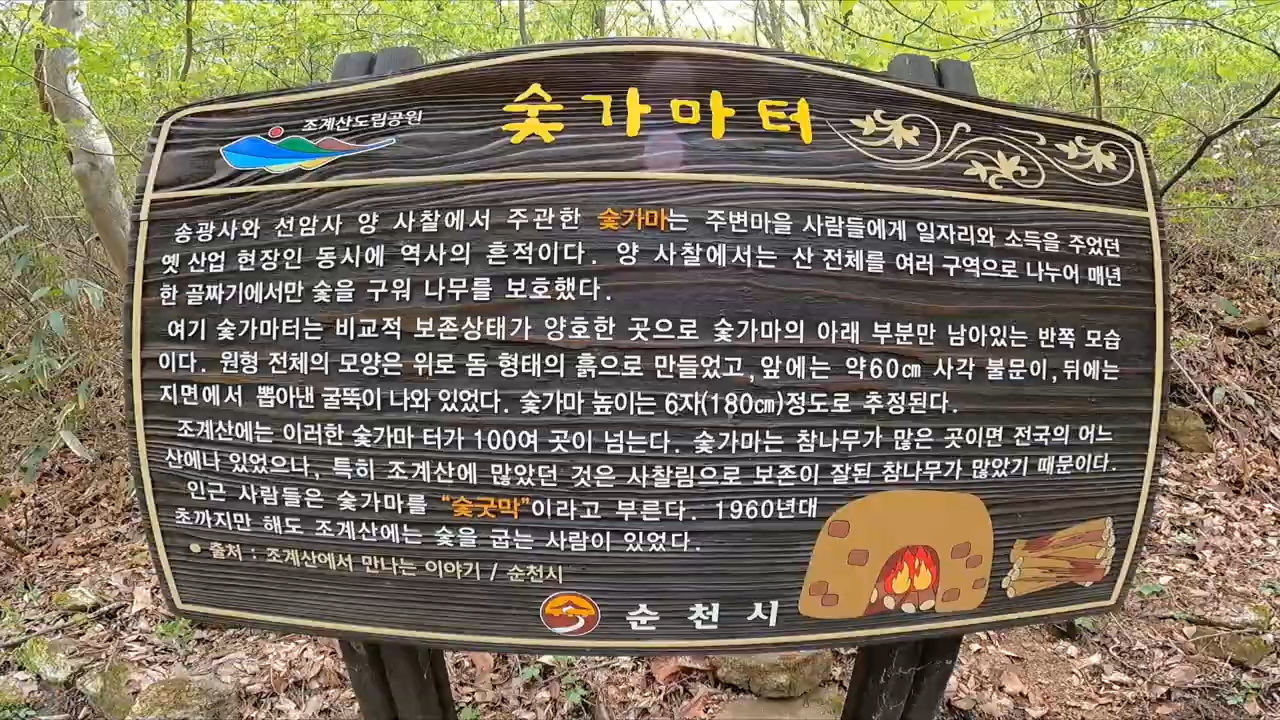 조계산도립공원
숯가마터
송광사와 선암사 양 사찰에서 주관한 숯가마는 주변마을 사람들에게 일자리와 소득을 주었던
옛 산업 현장인 동시에 역사의 흔적이다. 양 사찰에서는 산 전체를 여러 구역으로 나누어 매년
한 골짜기에서만 숯을 구워 나무를 보호했다.
여기 숯가마터는 비교적 보존상태가 양호한 곳으로 숯가마의 아래 부분만 남아있는 반쪽 모습
이다. 원형 전체의 모양은 위로 돔 형태의 흙으로 만들었고, 앞에는 약60㎝ 사각 불문이, 뒤에는
지면에서 뽑아낸 굴뚝이 나와 있었다. 숯가마 높이는 6자(180㎝)정도로 추정된다.
조계산에는 이러한 숯가마 터가 100여 곳이 넘는다. 숯가마는 참나무가 많은 곳이면 전국의 어느
산에나 있었으나, 특히 조계산에 많았던 것은 사찰림으로 보존이 잘된 참나무가 많았기 때문이다.
인근 사람들은 숯가마를 "숯굿막"이라고 부른다. 1960년대
초까지만 해도 조계산에는 숯을 굽는 사람이 있었다.
● 출처 : 조계산에서 만나는 이야기 / 순천시
순천시